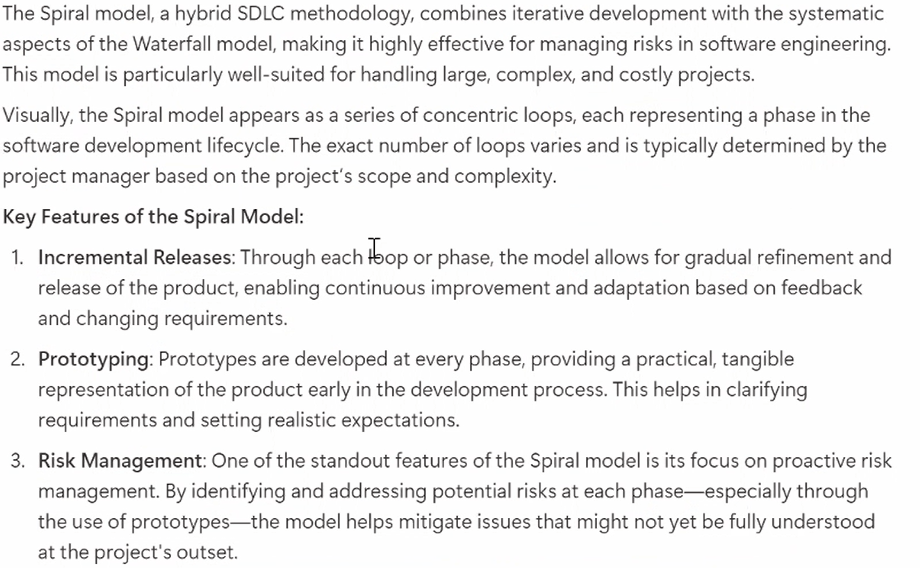 The Spiral model, a hybrid SDLC methodology, combines iterative development with the systematic
aspects of the Waterfall model, making it highly effective for managing risks in software engineering.
This model is particularly well-suited for handling large, complex, and costly projects.
Visually, the Spiral model appears as a series of concentric loops, each representing a phase in the
software development lifecycle. The exact number of loops varies and is typically determined by the
project manager based on the project‘s scope and complexity.
Key Features of the Spiral Model:
1. Incremental Releases: Through each loop or phase, the model allows for gradual refinement and
release of the product, enabling continuous improvement and adaptation based on feedback
and changing requirements.
2. Prototyping: Prototypes are developed at every phase, providing a practical, tangible
representation of the product early in the development process. This helps in clarifying
requirements and setting realistic expectations.
3. Risk Management: One of the standout features of the Spiral model is its focus on proactive risk
management. By identifying and addressing potential risks at each phase—especially through
the use of prototypes—the model helps mitigate issues that might not yet be fully understood
at the project's outset.